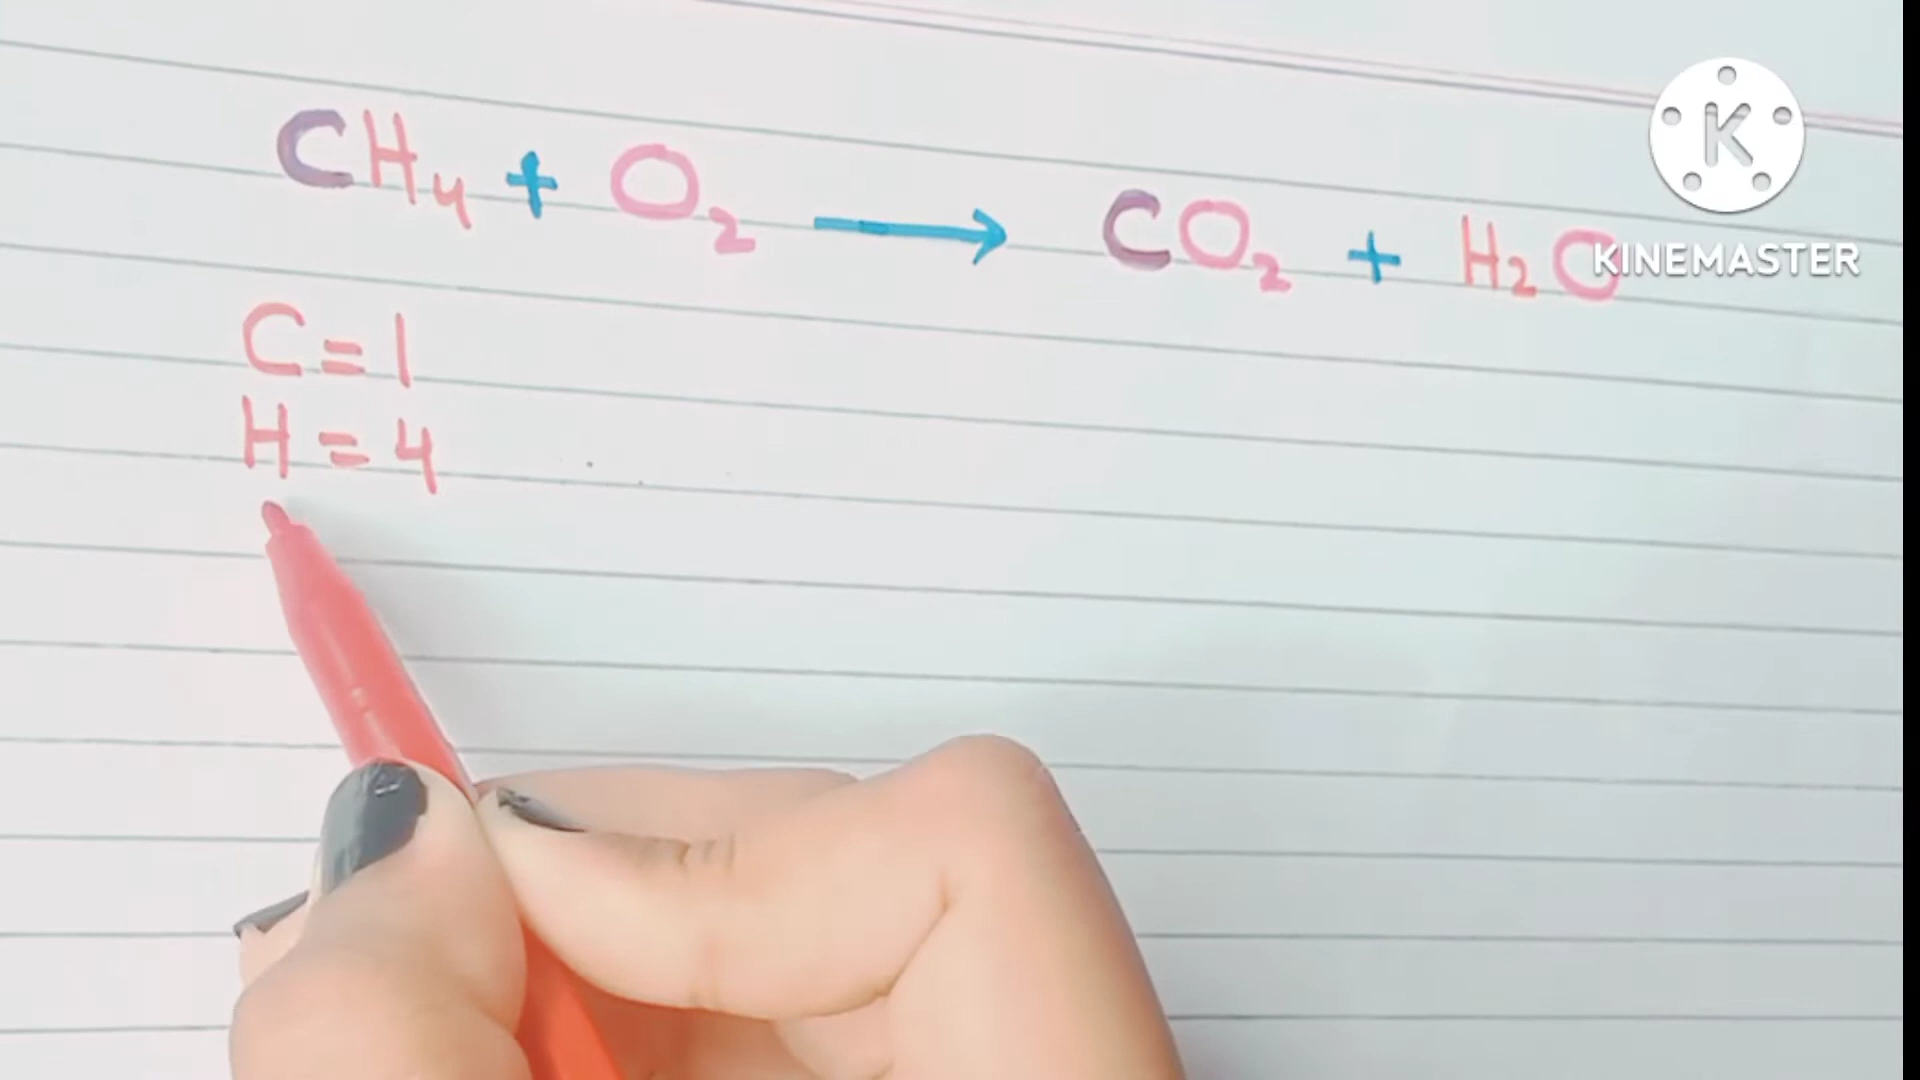 CH₄ + O₂ → CO₂ + H₂O
C = 1
H = 4
K
KINEMASTER